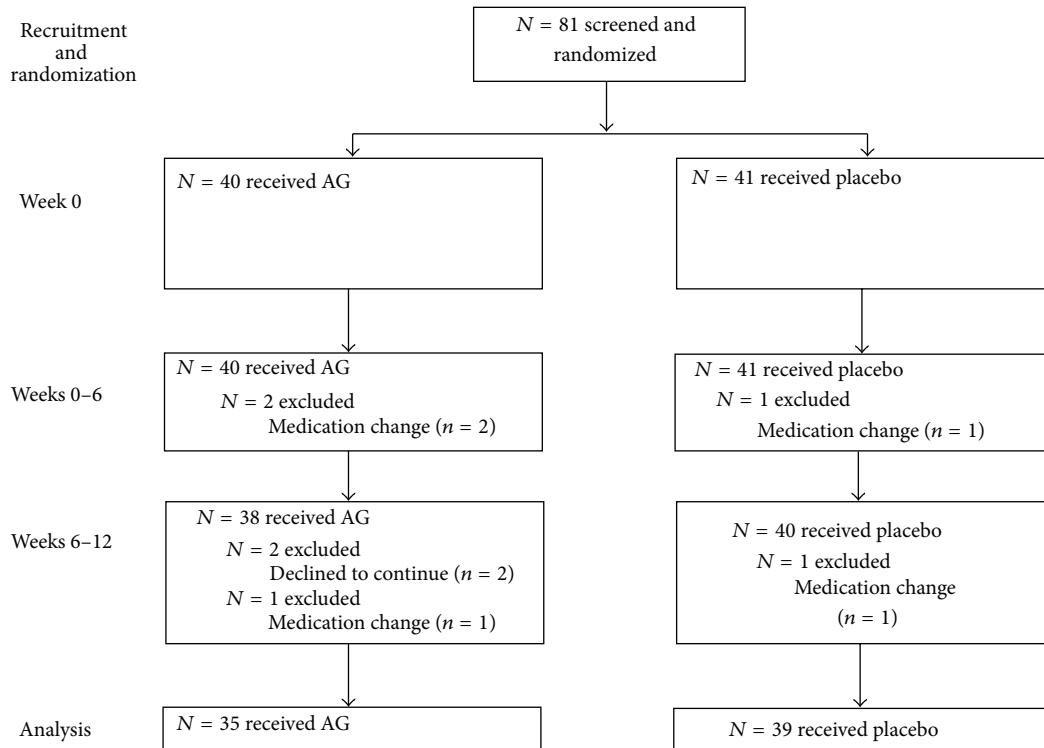 Recruitment
and
randomization
N = 81 screened and
randomized
Week 0
N = 40 received AG
N = 41 received placebo
Weeks 0–6
N = 40 received AG
N = 2 excluded
Medication change (n = 2)
N = 41 received placebo
N = 1 excluded
Medication change (n = 1)
Weeks 6–12
N = 38 received AG
N = 2 excluded
Declined to continue (n = 2)
N = 1 excluded
Medication change (n = 1)
N = 40 received placebo
N = 1 excluded
Medication change
(n = 1)
Analysis
N = 35 received AG
N = 39 received placebo